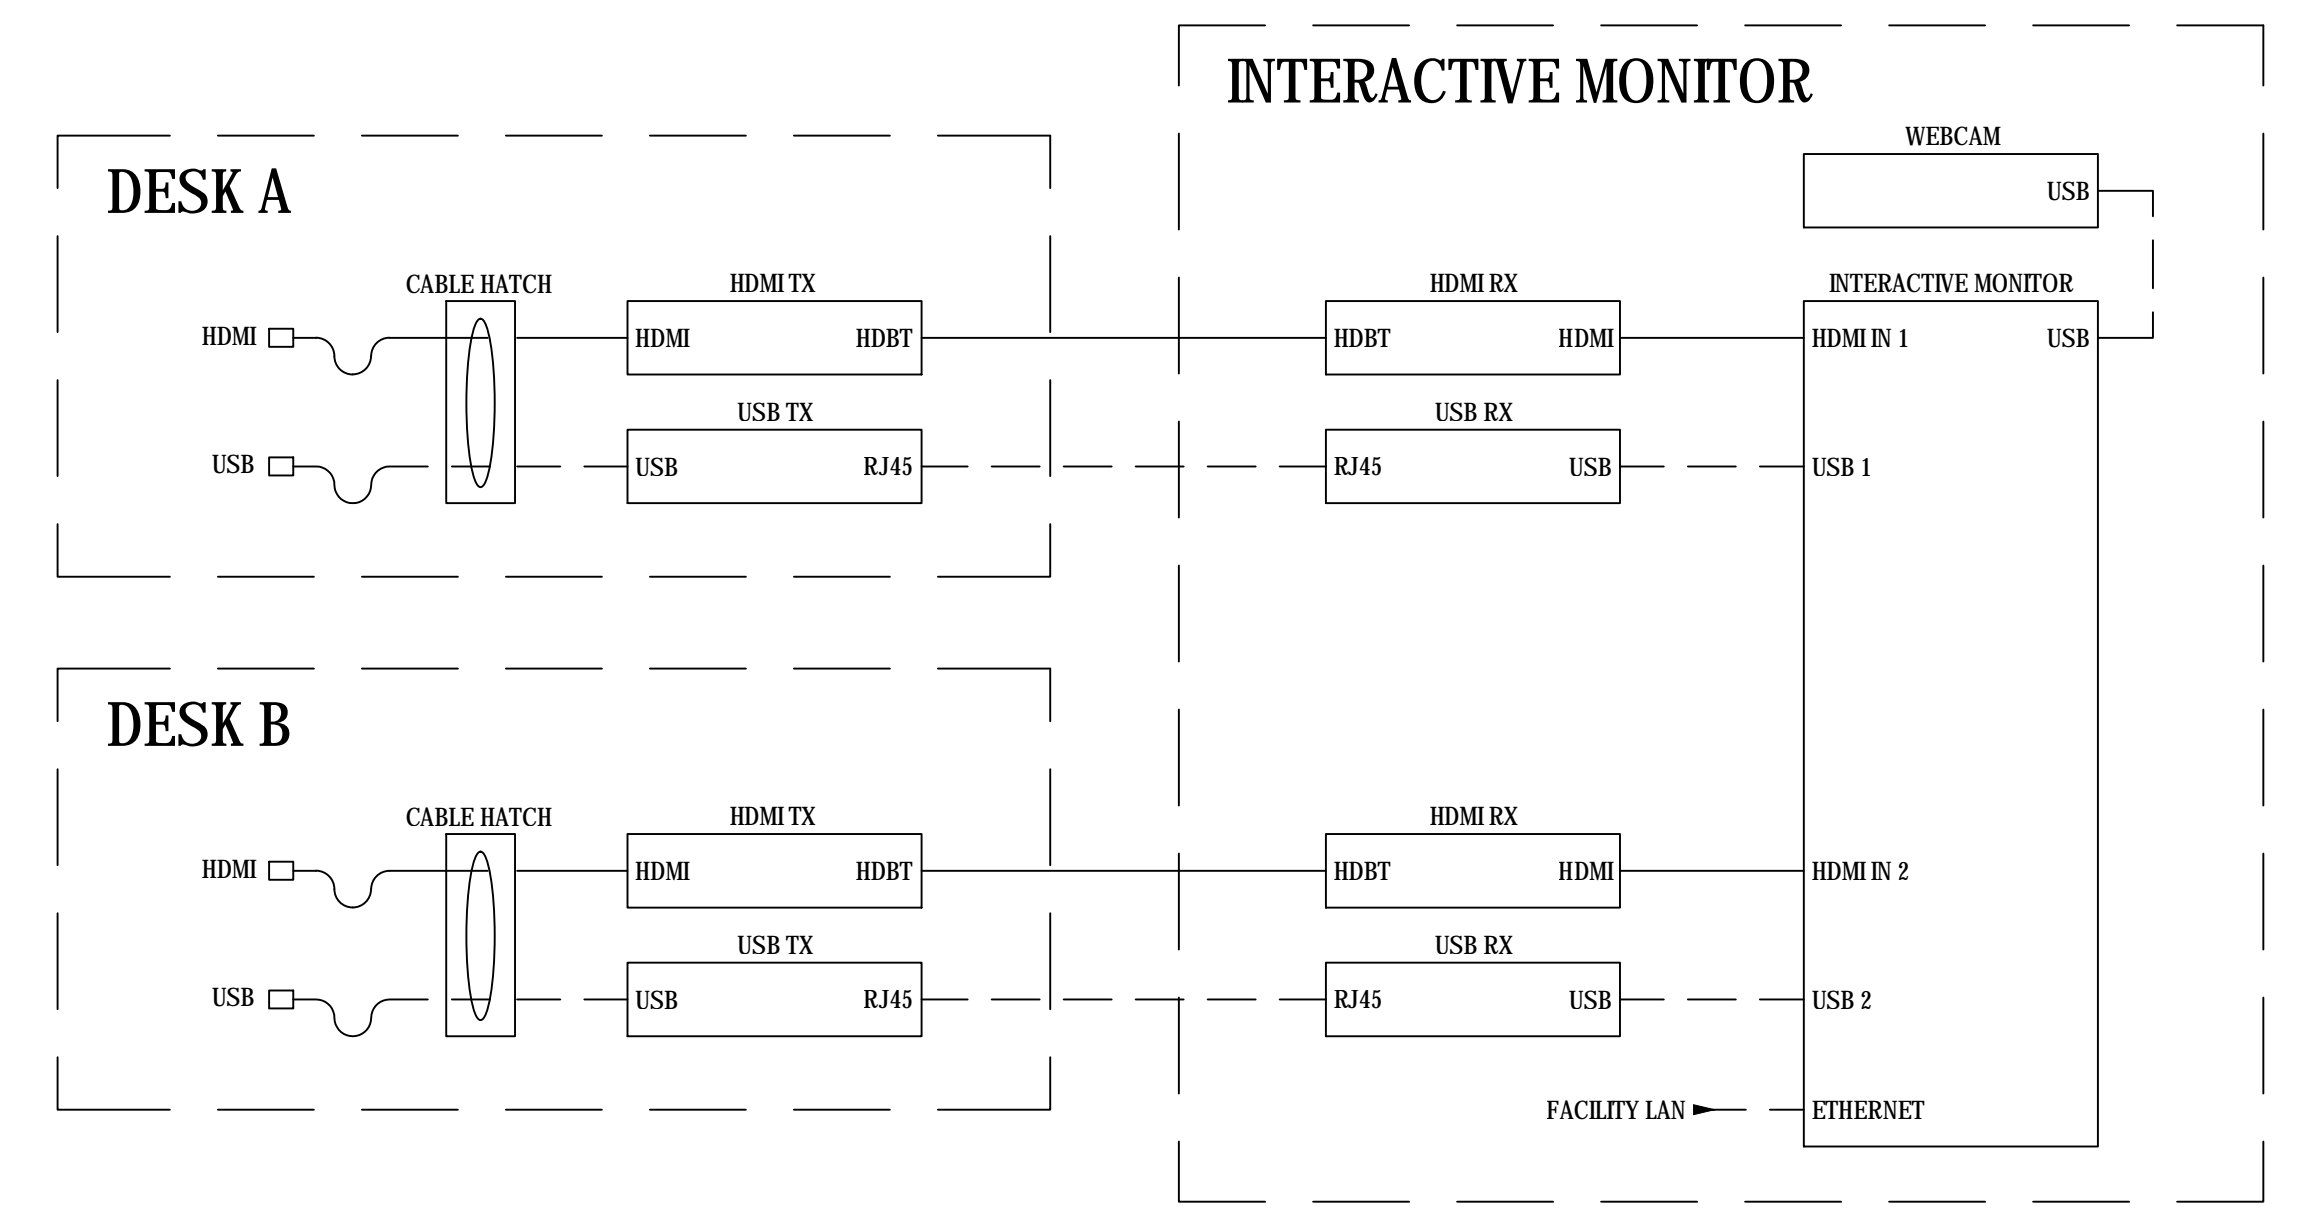 INTERACTIVE MONITOR
WEBCAM
USB
DESK A
CABLE HATCH
HDMI TX
HDMI RX
INTERACTIVE MONITOR
HDMI
HDMI
HDBT
HDBT
HDMI
HDMI IN 1
USB
USB TX
USB RX
USB
USB
RJ45
RJ45
USB
USB 1
DESK B
CABLE HATCH
HDMI TX
HDMI RX
HDMI
HDMI
HDBT
HDBT
HDMI
HDMI IN 2
USB TX
USB RX
USB
USB
RJ45
RJ45
USB
USB 2
FACILITY LAN
ETHERNET